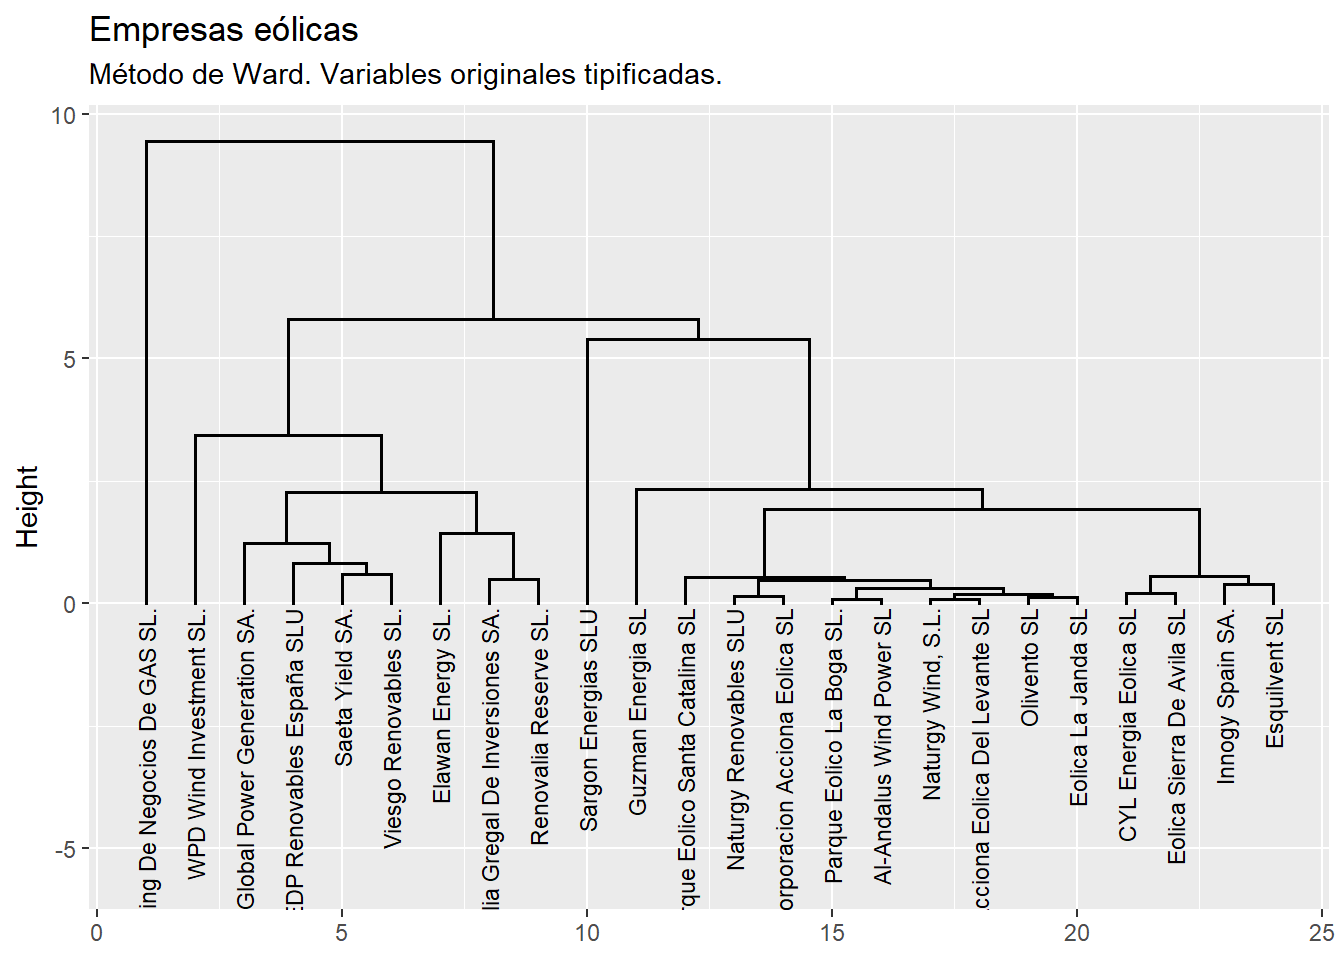 Empresas eólicas
Método de Ward. Variables originales tipificadas.
Height
10
5
0
-5
ing De Negocios De GAS SL.
WPD Wind Investment SL.
Global Power Generation SA.
EDP Renovables España SLU
Saeta Yield SA.
Viesgo Renovables SL.
Elawan Energy SL.
lia Gregal De Inversiones SA.
Renovalia Reserve SL.
Sargon Energias SLU
Guzman Energia SL
rque Eolico Santa Catalina SL
Naturgy Renovables SLU
orporacion Acciona Eolica SL
Parque Eolico La Boga SL.
Al-Andalus Wind Power SL
Naturgy Wind, S.L..
cciona Eolica Del Levante SL
Olivento SL
Eolica La Janda SL
CYL Energia Eolica SL
Eolica Sierra De Avila SL
Innogy Spain SA.
Esquilvent SL
0
5
10
15
20
25